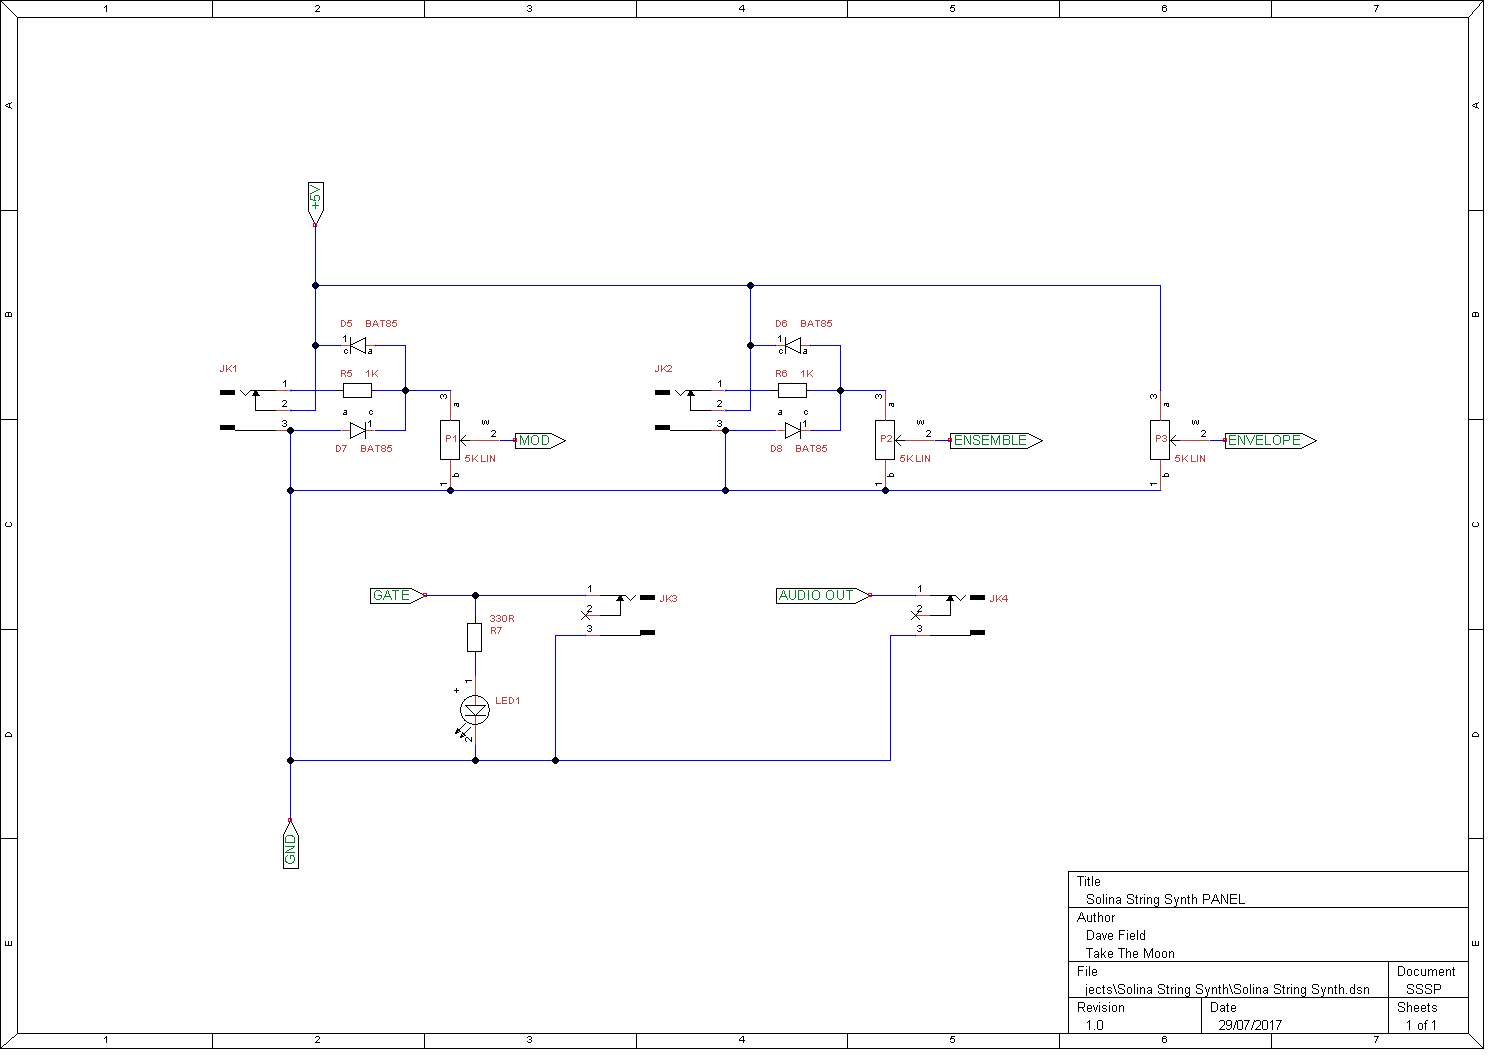 1 2 3 4 5 6 7
A A
+5V
B B
D5 BAT85
D6 BAT85
1
c a
1
c a
JK1
R5 1K
JK2
R6 1K
1
1
3 a
3 a
3 a
2
2
a c
a c
3
1
3
1
w
w
w
P1
2
MOD
P2
2
ENSEMBLE
P3
2
ENVELOPE
D7 BAT85
D8 BAT85
5K LIN
5K LIN
5K LIN
1 b
1 b
1 b
C C
GATE
1
2
3
JK3
AUDIO OUT
1
2
3
JK4
330R
R7
1
+
LED1
2
D D
GND
E E
Title
Solina String Synth PANEL
Author
Dave Field
Take The Moon
File
jects\Solina String Synth\Solina String Synth.dsn
Document
SSSP
Revision
1.0
Date
29/07/2017
Sheets
1 of 1
1 2 3 4 5 6 7